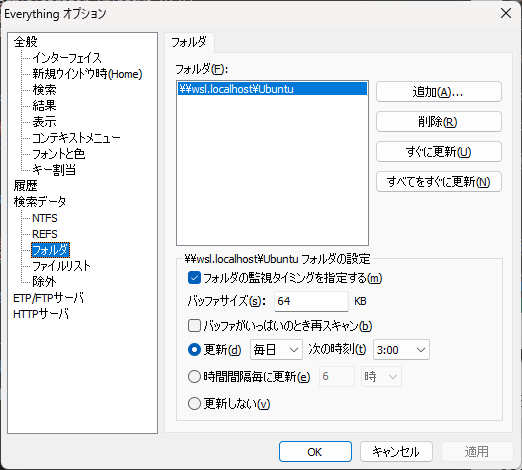 Everything オプション
全般
インターフェイス
新規ウインドウ時(Home)
検索
結果
表示
コンテキストメニュー
フォントと色
キー割当
履歴
検索データ
NTFS
REFS
フォルダ
ファイルリスト
除外
ETP/FTPサーバ
HTTPサーバ
フォルダ
フォルダ(F):
¥¥wsl.localhost¥Ubuntu
追加(A)...
削除(R)
すぐに更新(U)
すべてをすぐに更新(N)
¥¥wsl.localhost¥Ubuntu フォルダの設定
フォルダの監視タイミングを指定する(m)
バッファサイズ(s): 64 KB
バッファがいっぱいのとき再スキャン(b)
更新(d) 毎日 次の時刻(t) 3:00
時間間隔毎に更新(e) 6 時
更新しない(v)
OK キャンセル 適用